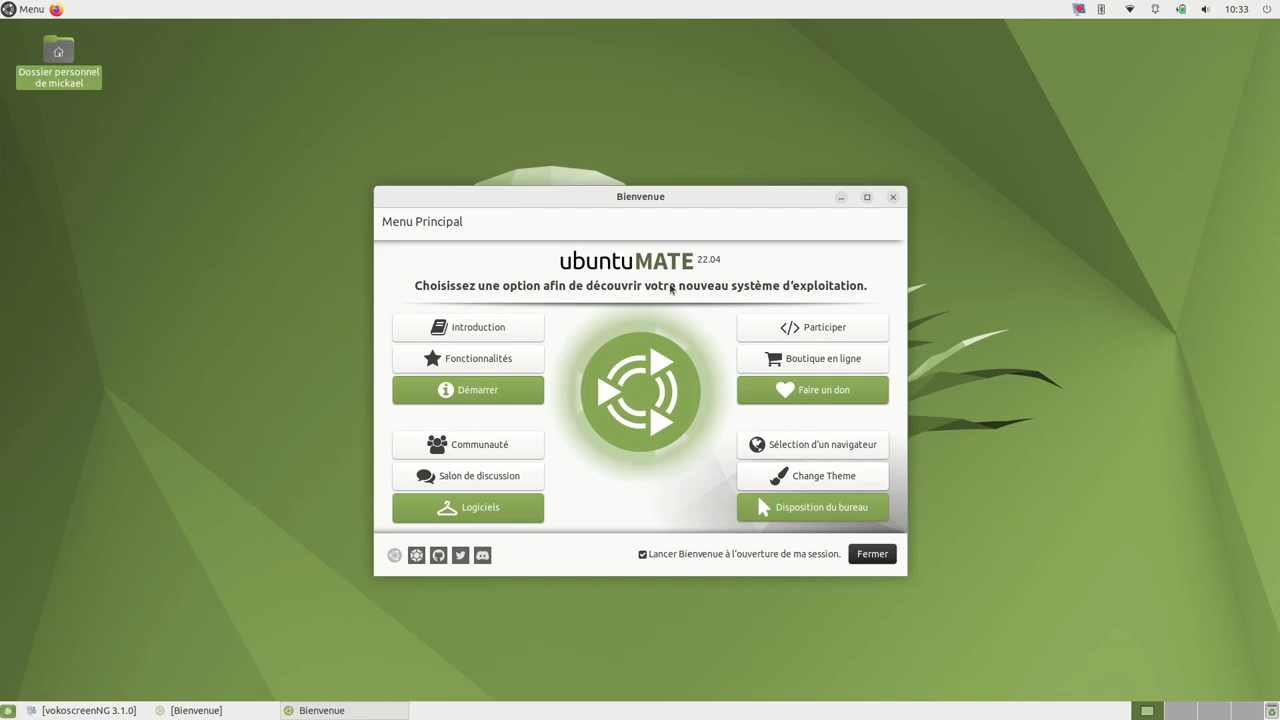 Menu
10:33
Dossier personnel
de mickael
Bienvenue
Menu Principal
ubuntuMATE 22.04
Choisissez une option afin de découvrir votre nouveau système d'exploitation.
Introduction
Fonctionnalités
Démarrer
Participer
Boutique en ligne
Faire un don
Communauté
Salon de discussion
Logiciels
Sélection d'un navigateur
Change Theme
Disposition du bureau
Lancer Bienvenue à l'ouverture de ma session.
Fermer
[vokoscreenNG 3.1.0]
[Bienvenue]
Bienvenue